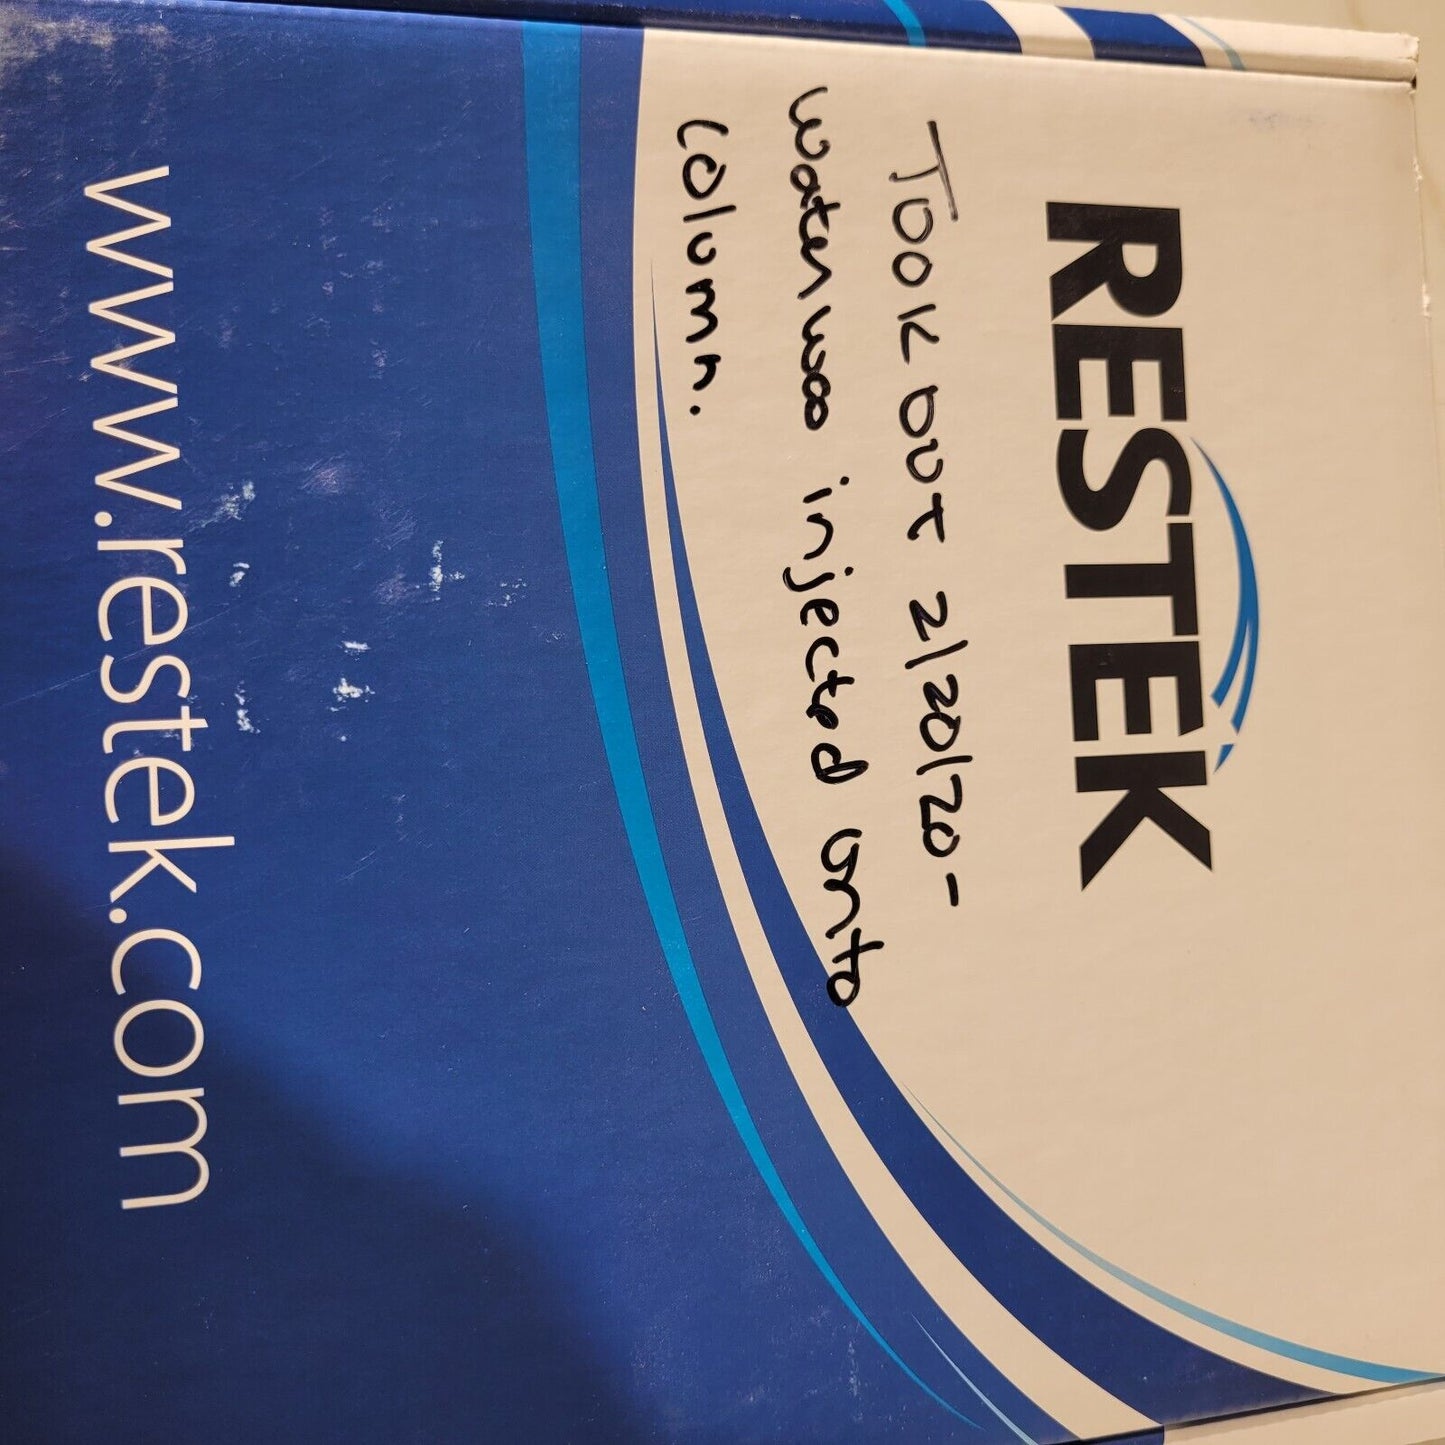 RESTEK
Took out 2/20/20-
water was injected onto
column.
www.restek.com